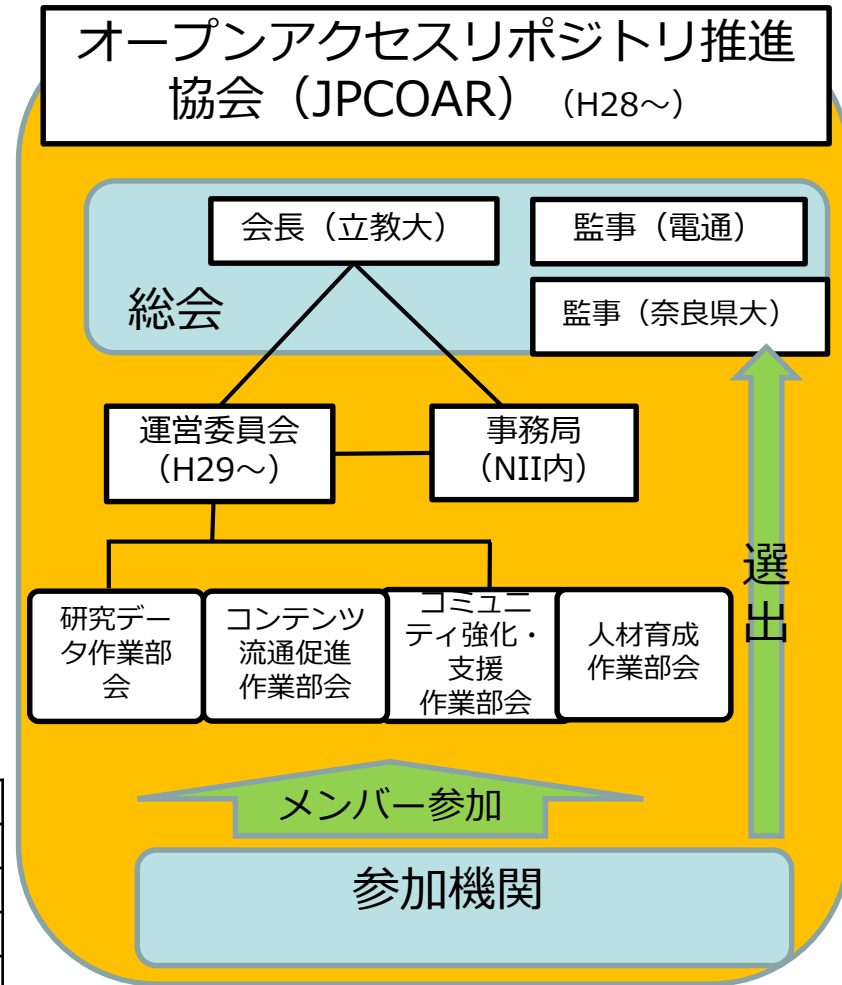 オープンアクセスリポジトリ推進
協会（JPCOAR）（H28～）
会長（立教大）
監事（電通）
総会
監事（奈良県大）
運営委員会
（H29～）
事務局
（NII内）
選
出
研究デー
タ作業部
会
コンテンツ
流通促進
作業部会
コミュニ
ティ強化・
支援
作業部会
人材育成
作業部会
メンバー参加
参加機関